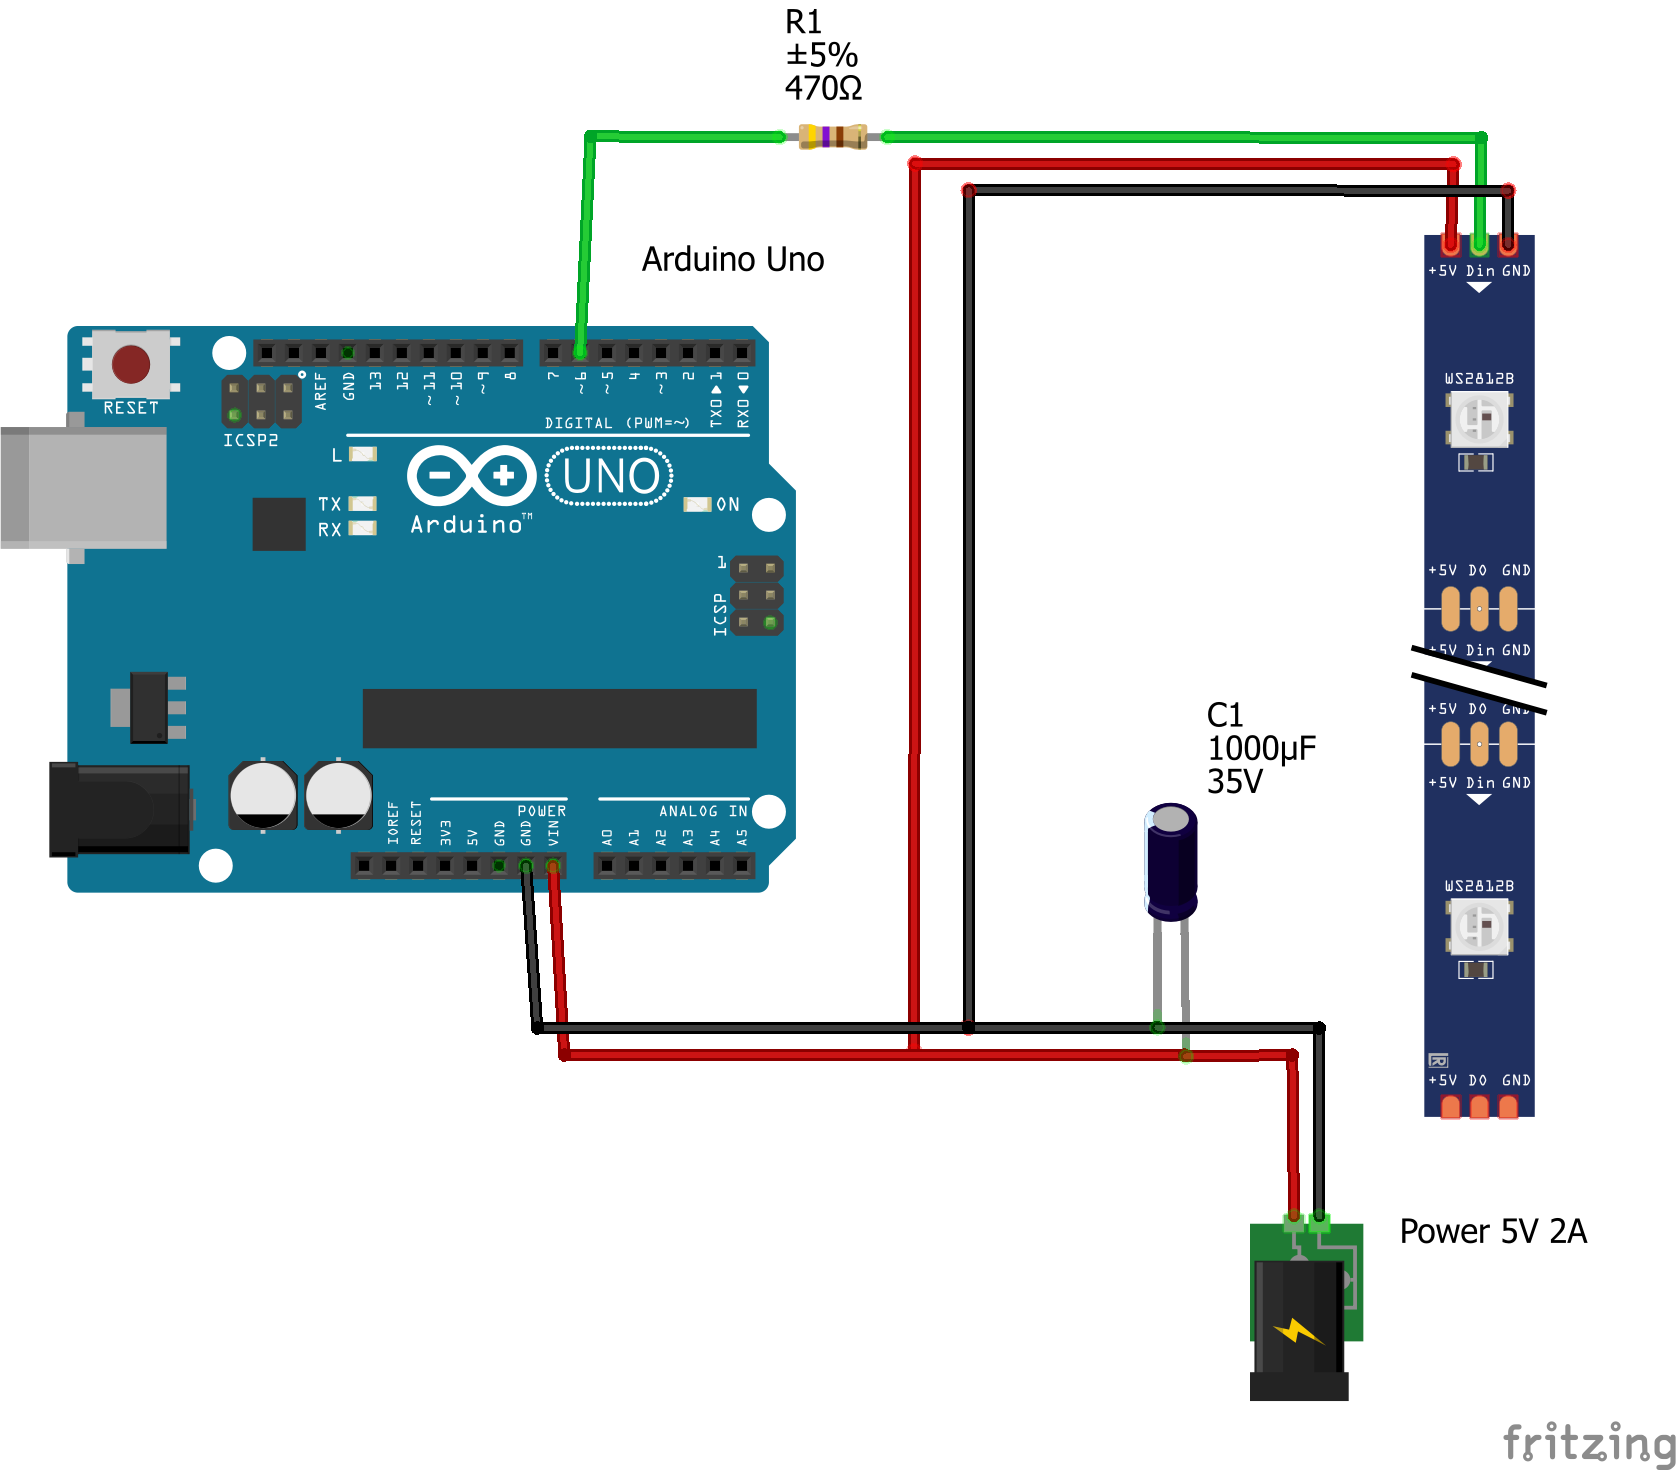 R1
±5%
470Ω
Arduino Uno
+5V Din GND
RESET
ICSP2
AREF
GND
13
12
~11
~10
~9
8
7
~6
~5
4
~3
2
TX0▶1
RX0◀0
DIGITAL (PWM=~)
L
TX
RX
UNO
ON
Arduino™
1
ICSP
WS2812B
+5V DO GND
+5V Din GND
+5V DO GND
+5V Din GND
C1
1000μF
35V
POWER
ANALOG IN
IOREF
RESET
3V3
5V
GND
GND
VIN
A0
A1
A2
A3
A4
A5
WS2812B
R
+5V DO GND
Power 5V 2A
fritzing